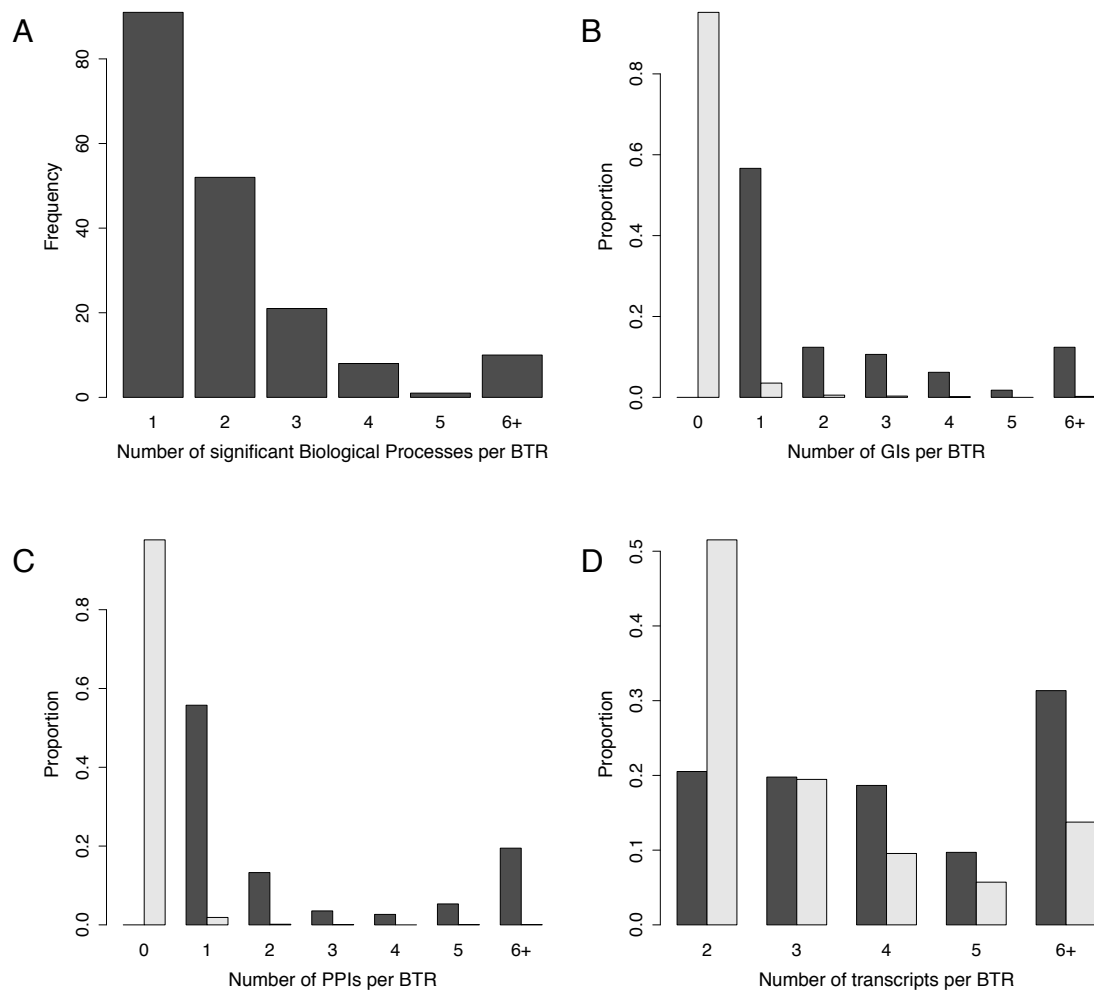 A
Frequency
0 20 40 60 80
1 2 3 4 5 6+
Number of significant Biological Processes per BTR
B
Proportion
0.0 0.2 0.4 0.6 0.8
0 1 2 3 4 5 6+
Number of GIs per BTR
C
Proportion
0.0 0.2 0.4 0.6 0.8
0 1 2 3 4 5 6+
Number of PPIs per BTR
D
Proportion
0.0 0.1 0.2 0.3 0.4 0.5
2 3 4 5 6+
Number of transcripts per BTR